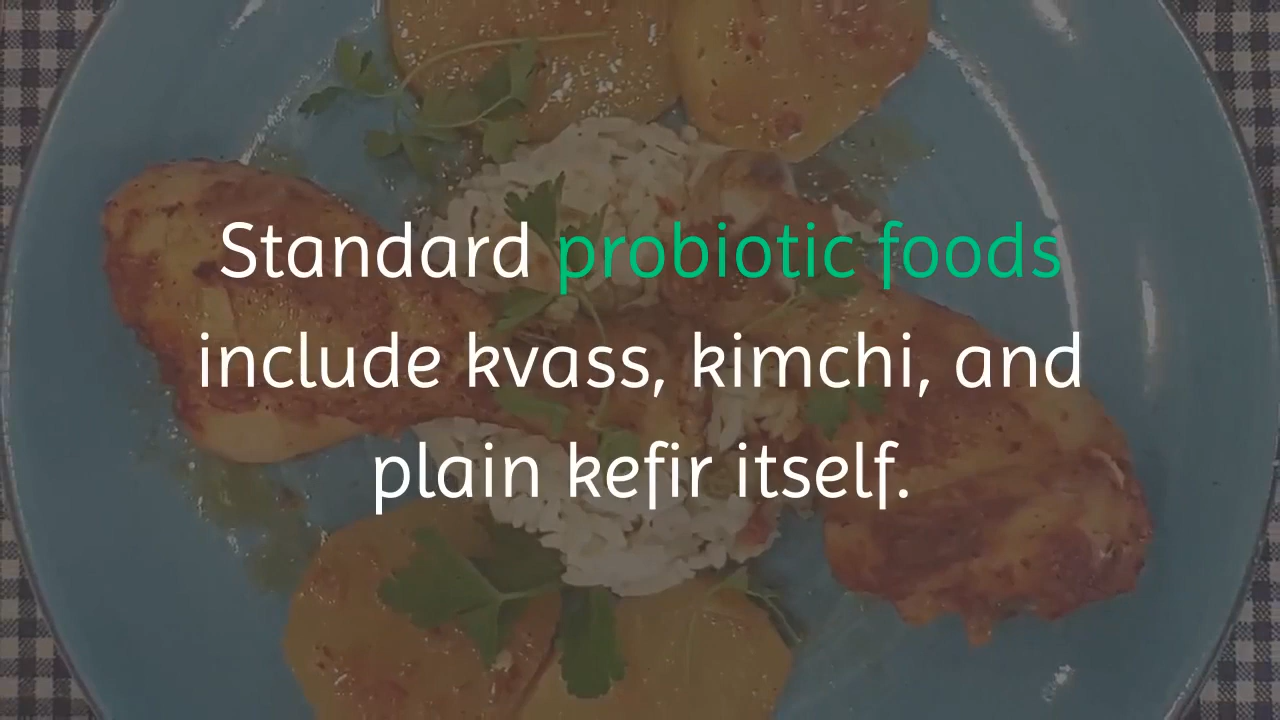 Standard probiotic foods
include kvass, kimchi, and
plain kefir itself.